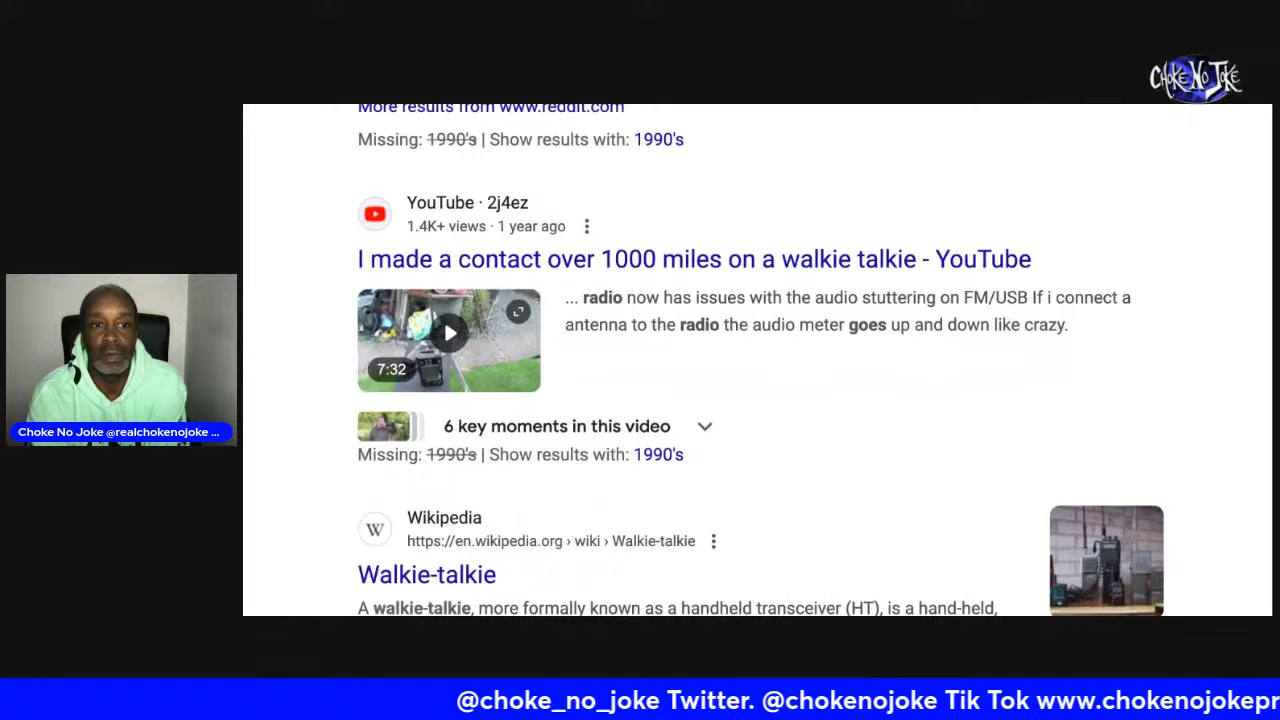 CHOKE NO JOKE
More results from www.reddit.com
Missing: 1990's | Show results with: 1990's
YouTube · 2j4ez
1.4K+ views · 1 year ago
I made a contact over 1000 miles on a walkie talkie - YouTube
... radio now has issues with the audio stuttering on FM/USB If i connect a
antenna to the radio the audio meter goes up and down like crazy.
7:32
6 key moments in this video
Missing: 1990's | Show results with: 1990's
Choke No Joke @realchokenojoke ...
W
Wikipedia
https://en.wikipedia.org › wiki › Walkie-talkie
Walkie-talkie
A walkie-talkie, more formally known as a handheld transceiver (HT), is a hand-held,
@choke_no_joke Twitter. @chokenojoke Tik Tok www.chokenojokepr